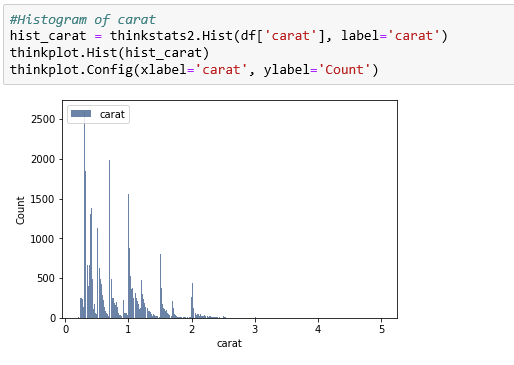 #Histogram of carat
hist_carat = thinkstats2.Hist(df['carat'], label='carat')
thinkplot.Hist(hist_carat)
thinkplot.Config(xlabel='carat', ylabel='Count')
carat
2500
2000
1500
1000
500
0
Count
0 1 2 3 4 5
carat